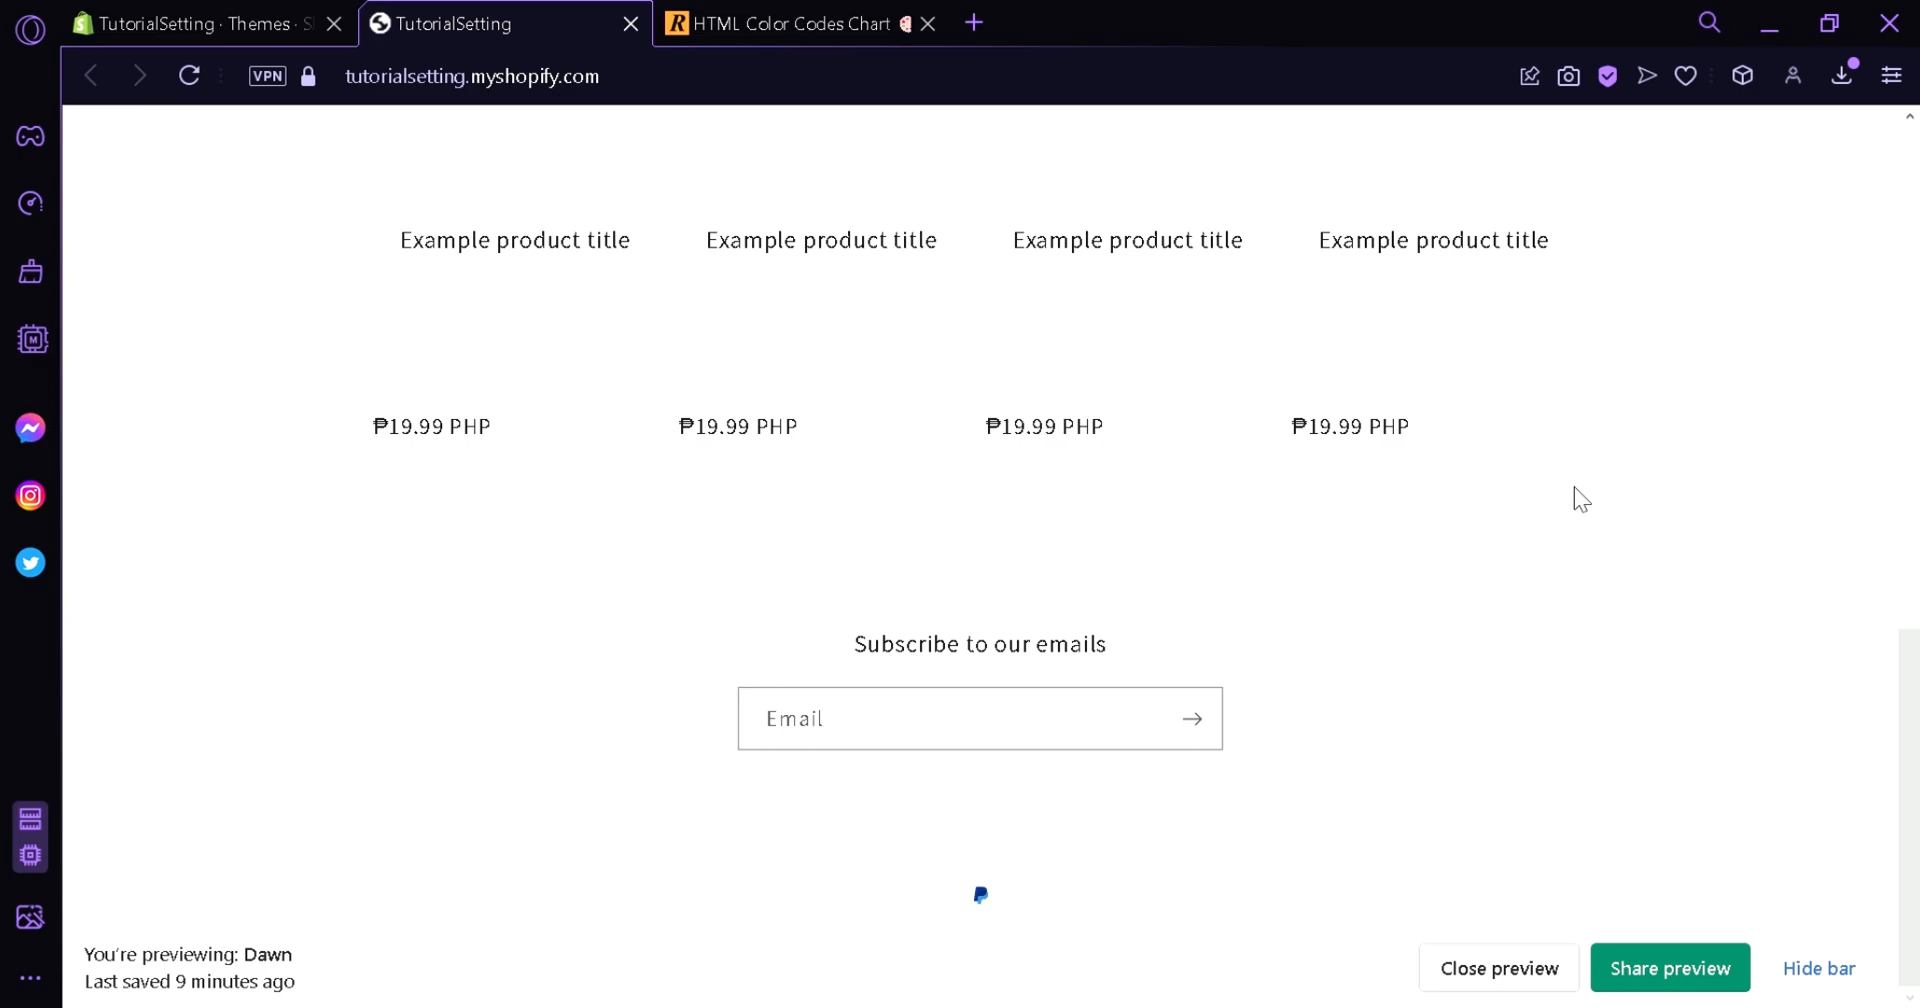 TutorialSetting · Themes · S
TutorialSetting
HTML Color Codes Chart
VPN
tutorialsetting.myshopify.com
Example product title Example product title Example product title Example product title
₱19.99 PHP ₱19.99 PHP ₱19.99 PHP ₱19.99 PHP
Subscribe to our emails
Email
You're previewing: Dawn
Last saved 9 minutes ago
Close preview
Share preview
Hide bar